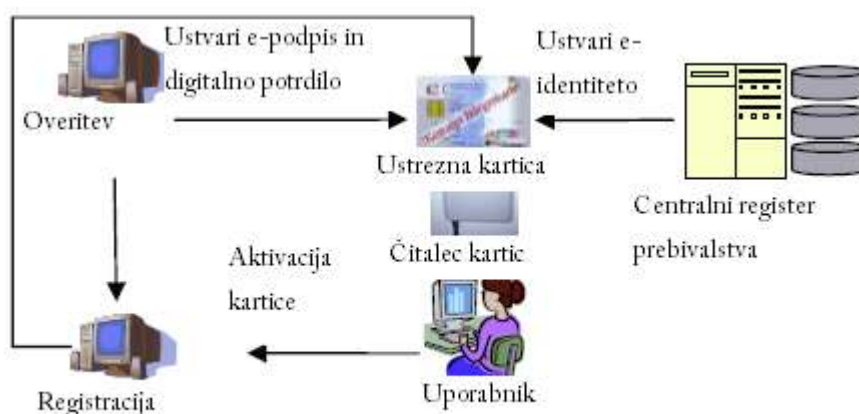 Ustvari e-podpis in
digitalno potrdilo
Ustvari e-
identiteto
Overitev
Ustrezna kartica
Centralni register
prebivalstva
Čitalec kartic
Aktivacija
kartice
Registracija
Uporabnik